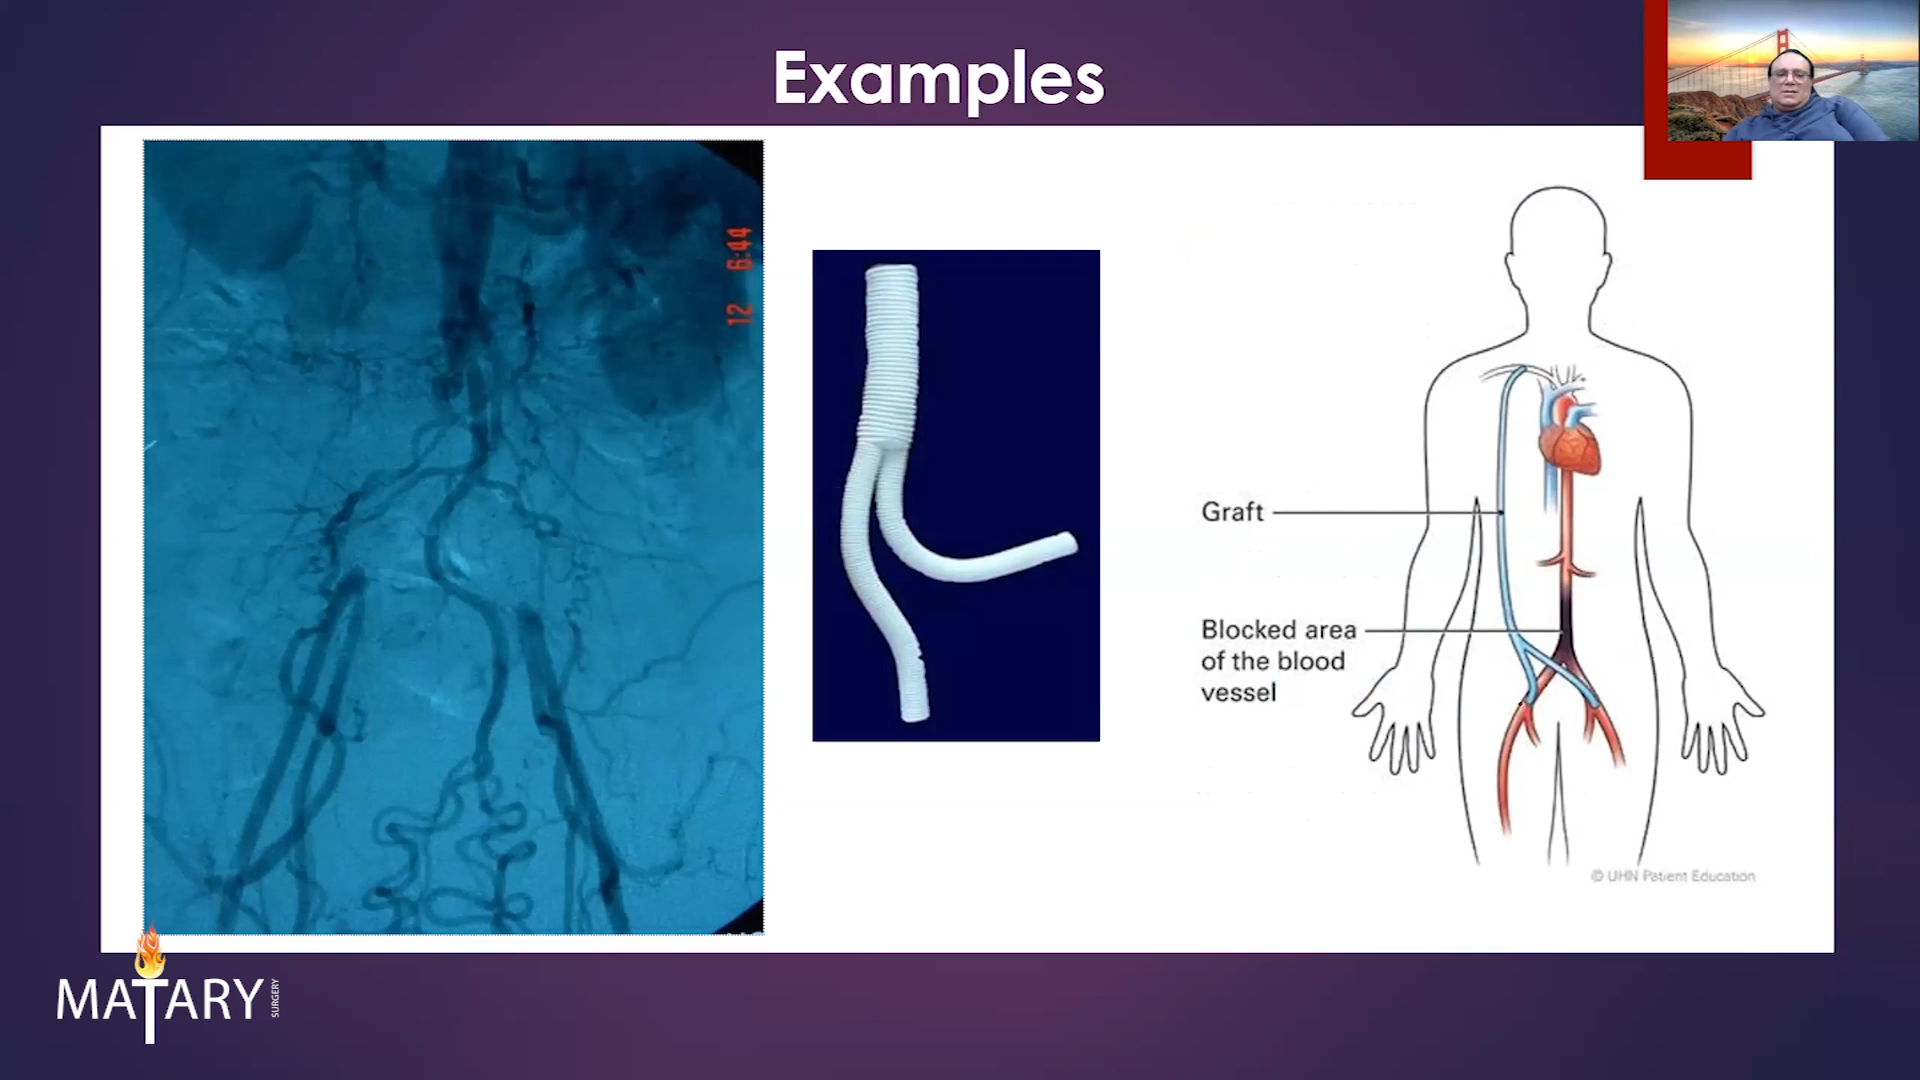 Examples
12 6:44
Graft
Blocked area
of the blood
vessel
© UHN Patient Education
MATARY
SURGERY